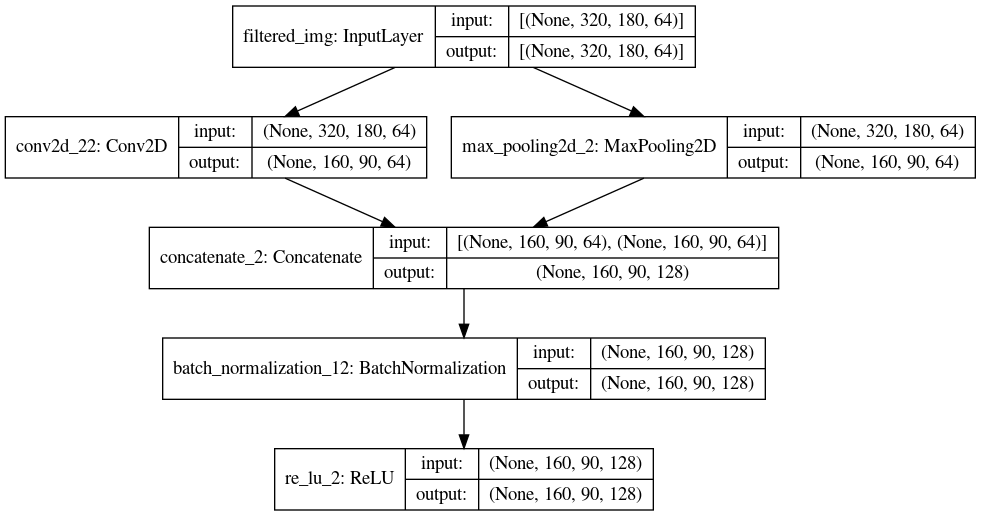 filtered_img: InputLayer
input:
[(None, 320, 180, 64)]
output:
[(None, 320, 180, 64)]
conv2d_22: Conv2D
input:
(None, 320, 180, 64)
output:
(None, 160, 90, 64)
max_pooling2d_2: MaxPooling2D
input:
(None, 320, 180, 64)
output:
(None, 160, 90, 64)
concatenate_2: Concatenate
input:
[(None, 160, 90, 64), (None, 160, 90, 64)]
output:
(None, 160, 90, 128)
batch_normalization_12: BatchNormalization
input:
(None, 160, 90, 128)
output:
(None, 160, 90, 128)
re_lu_2: ReLU
input:
(None, 160, 90, 128)
output:
(None, 160, 90, 128)